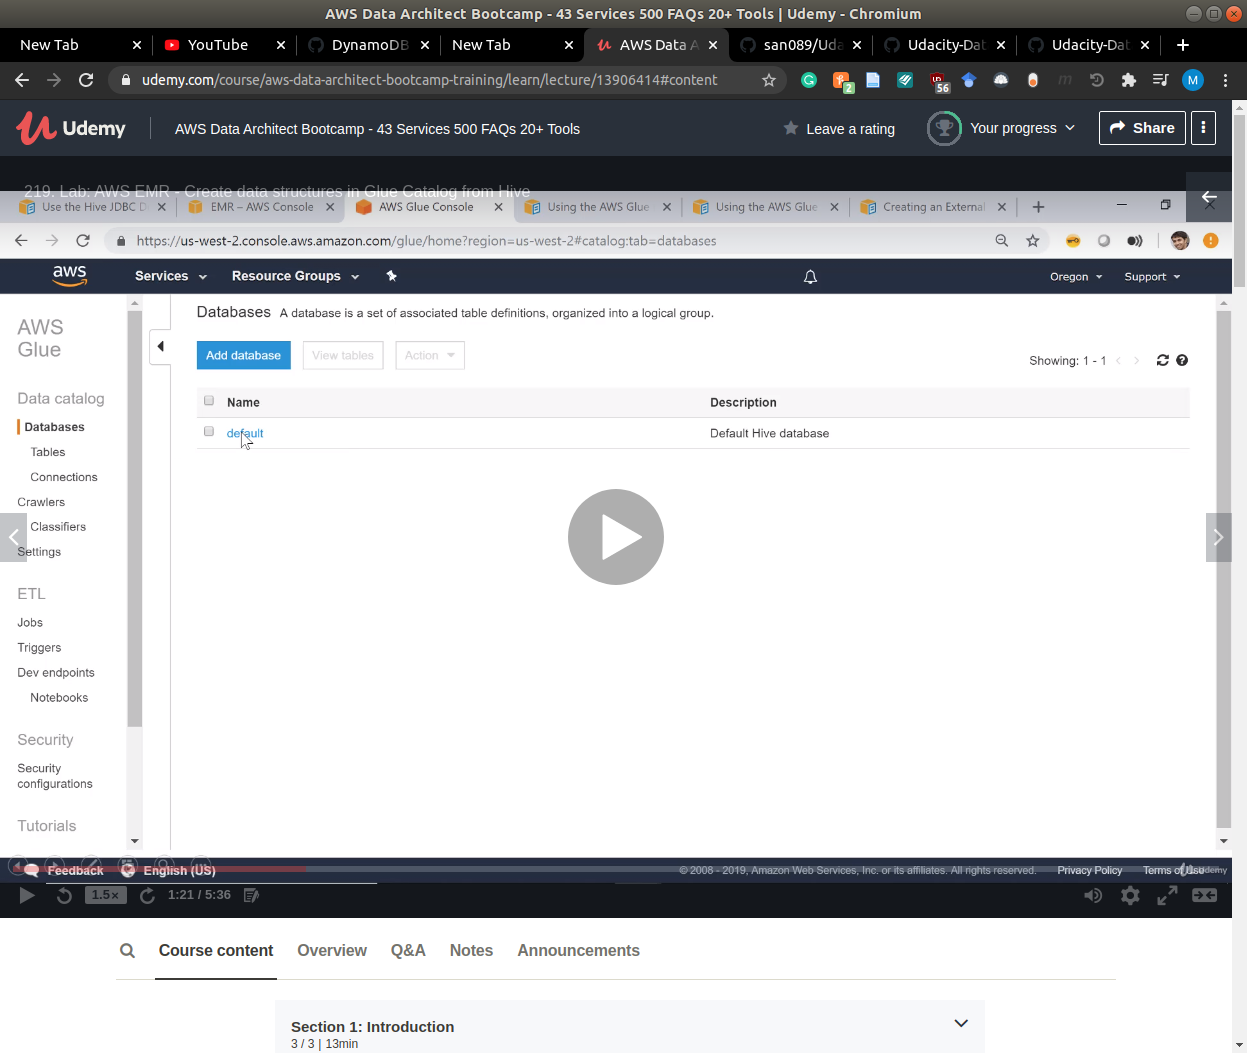 AWS Data Architect Bootcamp - 43 Services 500 FAQs 20+ Tools | Udemy - Chromium
New Tab YouTube DynamoDB New Tab AWS Data A san089/Uda Udacity-Dat Udacity-Dat
udemy.com/course/aws-data-architect-bootcamp-training/learn/lecture/13906414#content
2 56 M
Udemy AWS Data Architect Bootcamp - 43 Services 500 FAQs 20+ Tools Leave a rating Your progress Share
219. Lab: AWS EMR - Create data structures in Glue Catalog from Hive
Use the Hive JDBC D EMR – AWS Console AWS Glue Console Using the AWS Glue Using the AWS Glue Creating an External
https://us-west-2.console.aws.amazon.com/glue/home?region=us-west-2#catalog:tab=databases
aws Services Resource Groups Oregon Support
AWS Glue
Data catalog
Databases
Tables
Connections
Crawlers
Classifiers
Settings
ETL
Jobs
Triggers
Dev endpoints
Notebooks
Security
Security configurations
Tutorials
Databases A database is a set of associated table definitions, organized into a logical group.
Add database View tables Action
Showing: 1 - 1
Name Description
default Default Hive database
Feedback English (US) © 2008 - 2019, Amazon Web Services, Inc. or its affiliates. All rights reserved. Privacy Policy Terms of Use Udemy
1.5× 1:21 / 5:36
Course content Overview Q&A Notes Announcements
Section 1: Introduction
3 / 3 | 13min